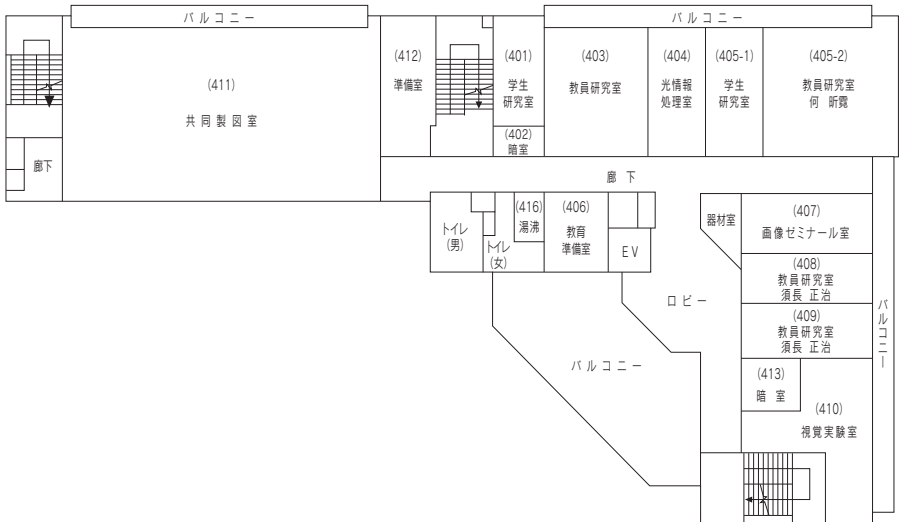 バルコニー
バルコニー
(411)
共同製図室
(412)
準備室
(401)
学生
研究室
(402)
暗室
(403)
教員研究室
(404)
光情報
処理室
(405-1)
学生
研究室
(405-2)
教員研究室
何 昕霓
廊下
廊下
トイレ
(男)
トイレ
(女)
(416)
湯沸
(406)
教育
準備室
EV
器材室
(407)
画像ゼミナール室
(408)
教員研究室
須長 正治
ロビー
(409)
教員研究室
須長 正治
バルコニー
バルコニー
(413)
暗 室
(410)
視覚実験室